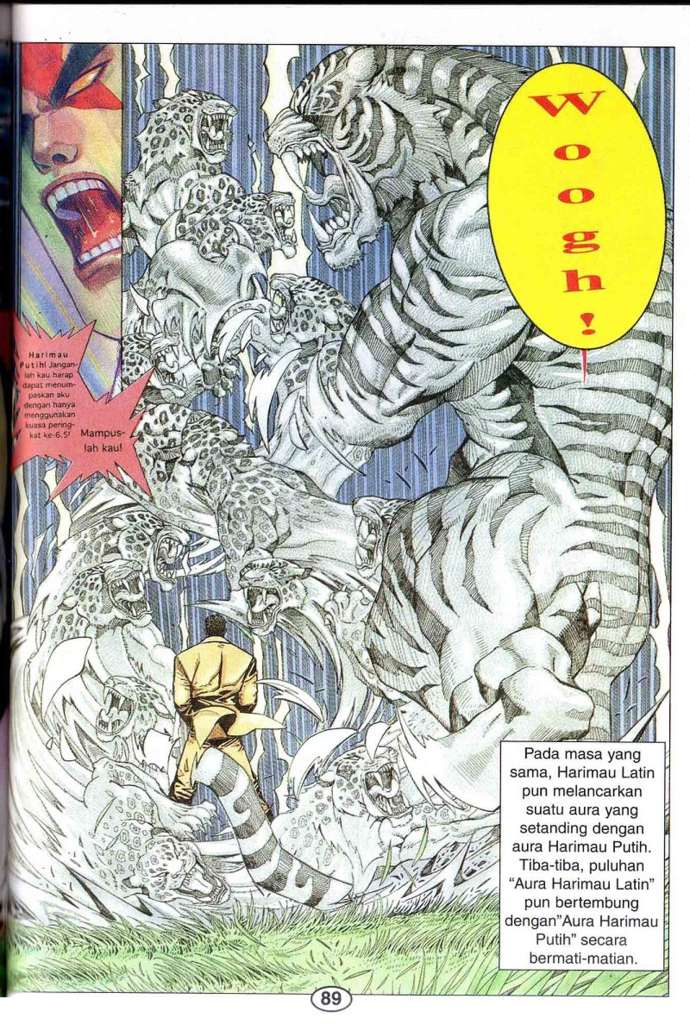 W
o
o
g
h
!
Harimau
Putih! Jangan-
lah kau harap
dapat menum-
paskan aku
dengan hanya
menggunakan
kuasa pering-
kat ke-6.5!
Mampus-
lah kau!
Pada masa yang
sama, Harimau Latin
pun melancarkan
suatu aura yang
setanding dengan
aura Harimau Putih.
Tiba-tiba, puluhan
“Aura Harimau Latin”
pun bertembung
dengan”Aura Harimau
Putih” secara
bermati-matian.
89